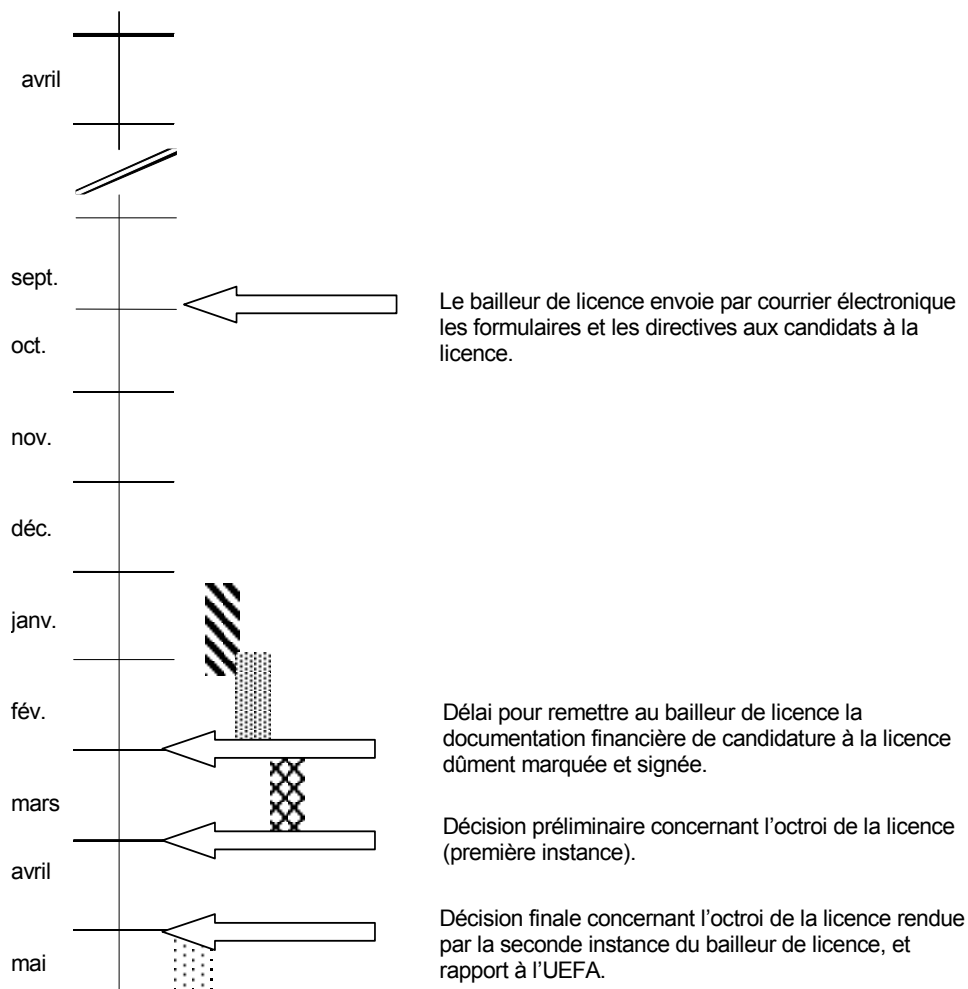 avril
sept.
Le bailleur de licence envoie par courrier électronique
les formulaires et les directives aux candidats à la
licence.
oct.
nov.
déc.
janv.
fév.
Délai pour remettre au bailleur de licence la
documentation financière de candidature à la licence
dûment marquée et signée.
mars
Décision préliminaire concernant l’octroi de la licence
(première instance).
avril
Décision finale concernant l’octroi de la licence rendue
par la seconde instance du bailleur de licence, et
rapport à l’UEFA.
mai